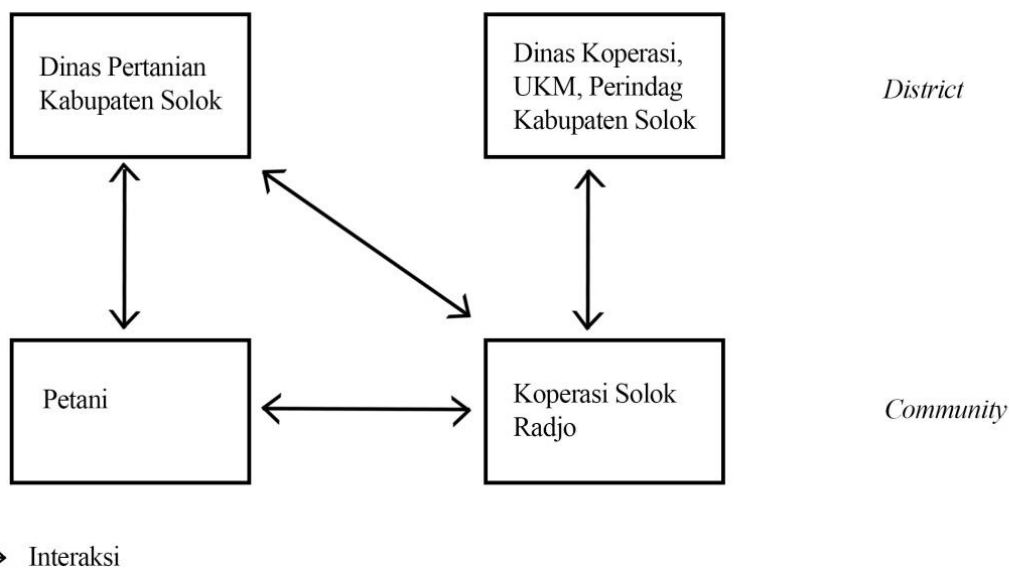 Dinas Pertanian
Kabupaten Solok
Dinas Koperasi,
UKM, Perindag
Kabupaten Solok
District
Petani
Koperasi Solok
Radjo
Community
Interaksi